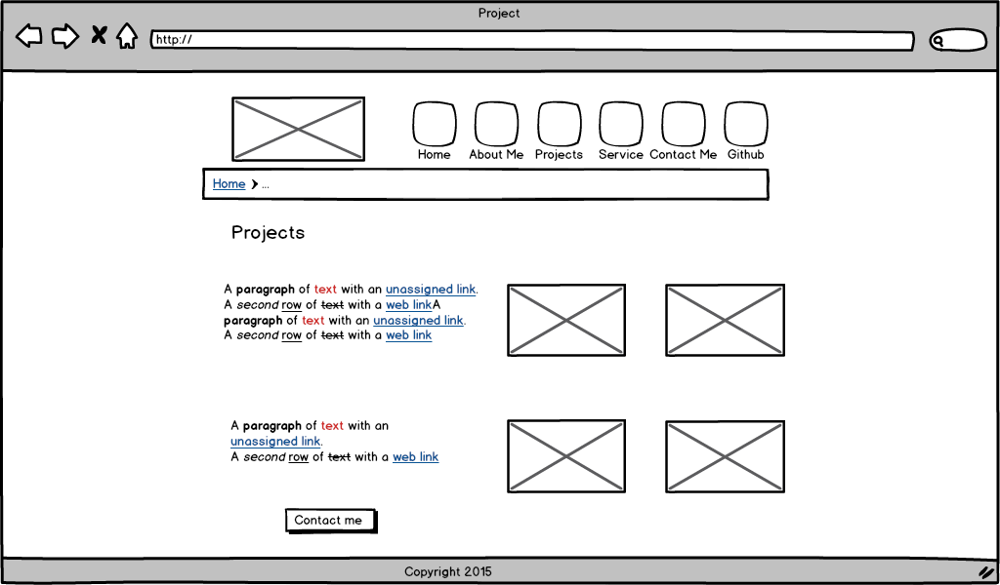 Project
http://
Home About Me Projects Service Contact Me Github
Home ...
Projects
A paragraph of text with an unassigned link.
A second row of text with a web linkA
paragraph of text with an unassigned link.
A second row of text with a web link
A paragraph of text with an
unassigned link.
A second row of text with a web link
Contact me
Copyright 2015